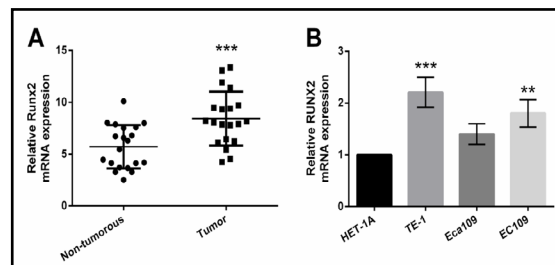 A
***
Relative Runx2
mRNA expression
15
10
5
0
Non-tumorous
Tumor
B
Relative RUNX2
mRNA expression
3
2
1
0
***
**
HET-1A
TE-1
Eca109
EC109